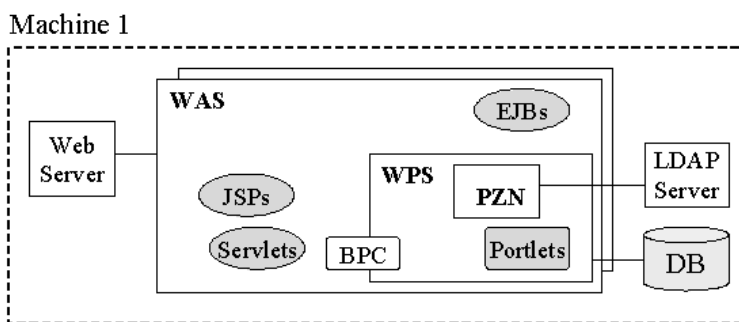 Machine 1
WAS
EJBs
Web
Server
WPS
LDAP
Server
PZN
JSPs
Servlets
BPC
Portlets
DB